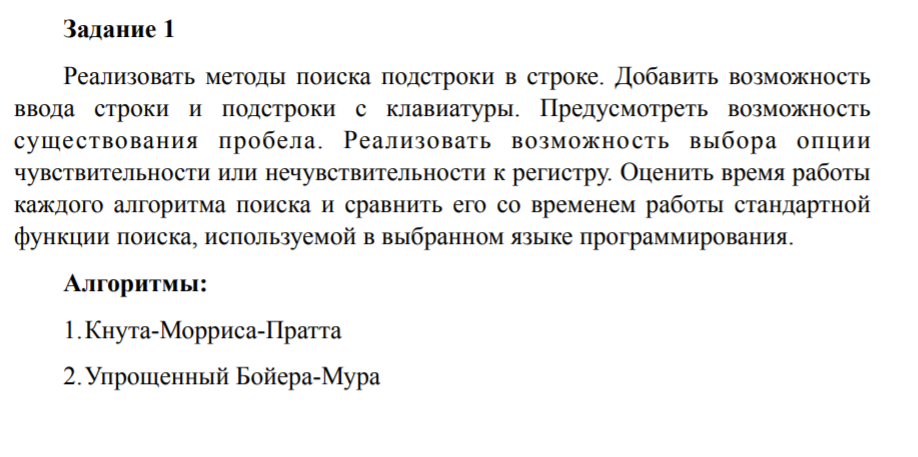 Задание 1
Реализовать методы поиска подстроки в строке. Добавить возможность
ввода строки и подстроки с клавиатуры. Предусмотреть возможность
существования пробела. Реализовать возможность выбора опции
чувствительности или нечувствительности к регистру. Оценить время работы
каждого алгоритма поиска и сравнить его со временем работы стандартной
функции поиска, используемой в выбранном языке программирования.
Алгоритмы:
1.Кнута-Морриса-Пратта
2.Упрощенный Бойера-Мура